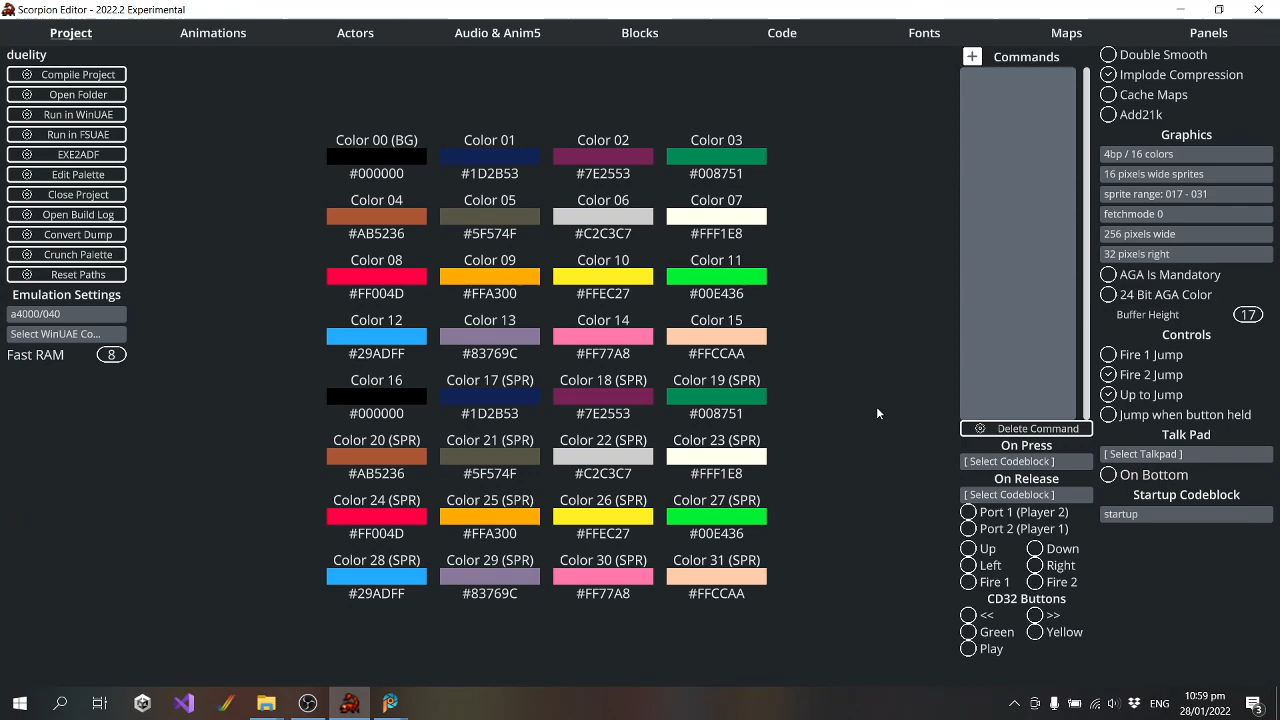 Scorpion Editor - 2022.2 Experimental
Project
Animations
Actors
Audio & Anim5
Blocks
Code
Fonts
Maps
Panels
duelity
Compile Project
Open Folder
Run in WinUAE
Run in FSUAE
EXE2ADF
Edit Palette
Close Project
Open Build Log
Convert Dump
Crunch Palette
Reset Paths
Emulation Settings
a4000/040
Select WinUAE Co...
Fast RAM 8
Color 00 (BG) Color 01 Color 02 Color 03
#000000 #1D2B53 #7E2553 #008751
Color 04 Color 05 Color 06 Color 07
#AB5236 #5F574F #C2C3C7 #FFF1E8
Color 08 Color 09 Color 10 Color 11
#FF004D #FFA300 #FFEC27 #00E436
Color 12 Color 13 Color 14 Color 15
#29ADFF #83769C #FF77A8 #FFCCAA
Color 16 Color 17 (SPR) Color 18 (SPR) Color 19 (SPR)
#000000 #1D2B53 #7E2553 #008751
Color 20 (SPR) Color 21 (SPR) Color 22 (SPR) Color 23 (SPR)
#AB5236 #5F574F #C2C3C7 #FFF1E8
Color 24 (SPR) Color 25 (SPR) Color 26 (SPR) Color 27 (SPR)
#FF004D #FFA300 #FFEC27 #00E436
Color 28 (SPR) Color 29 (SPR) Color 30 (SPR) Color 31 (SPR)
#29ADFF #83769C #FF77A8 #FFCCAA
+ Commands
Delete Command
On Press
[ Select Codeblock ]
On Release
[ Select Codeblock ]
Port 1 (Player 2)
Port 2 (Player 1)
Up Down
Left Right
Fire 1 Fire 2
CD32 Buttons
<< >>
Green Yellow
Play
Double Smooth
Implode Compression
Cache Maps
Add21k
Graphics
4bp / 16 colors
16 pixels wide sprites
sprite range: 017 - 031
fetchmode 0
256 pixels wide
32 pixels right
AGA Is Mandatory
24 Bit AGA Color
Buffer Height 17
Controls
Fire 1 Jump
Fire 2 Jump
Up to Jump
Jump when button held
Talk Pad
[ Select Talkpad ]
On Bottom
Startup Codeblock
startup
ENG
10:59 pm
28/01/2022
3